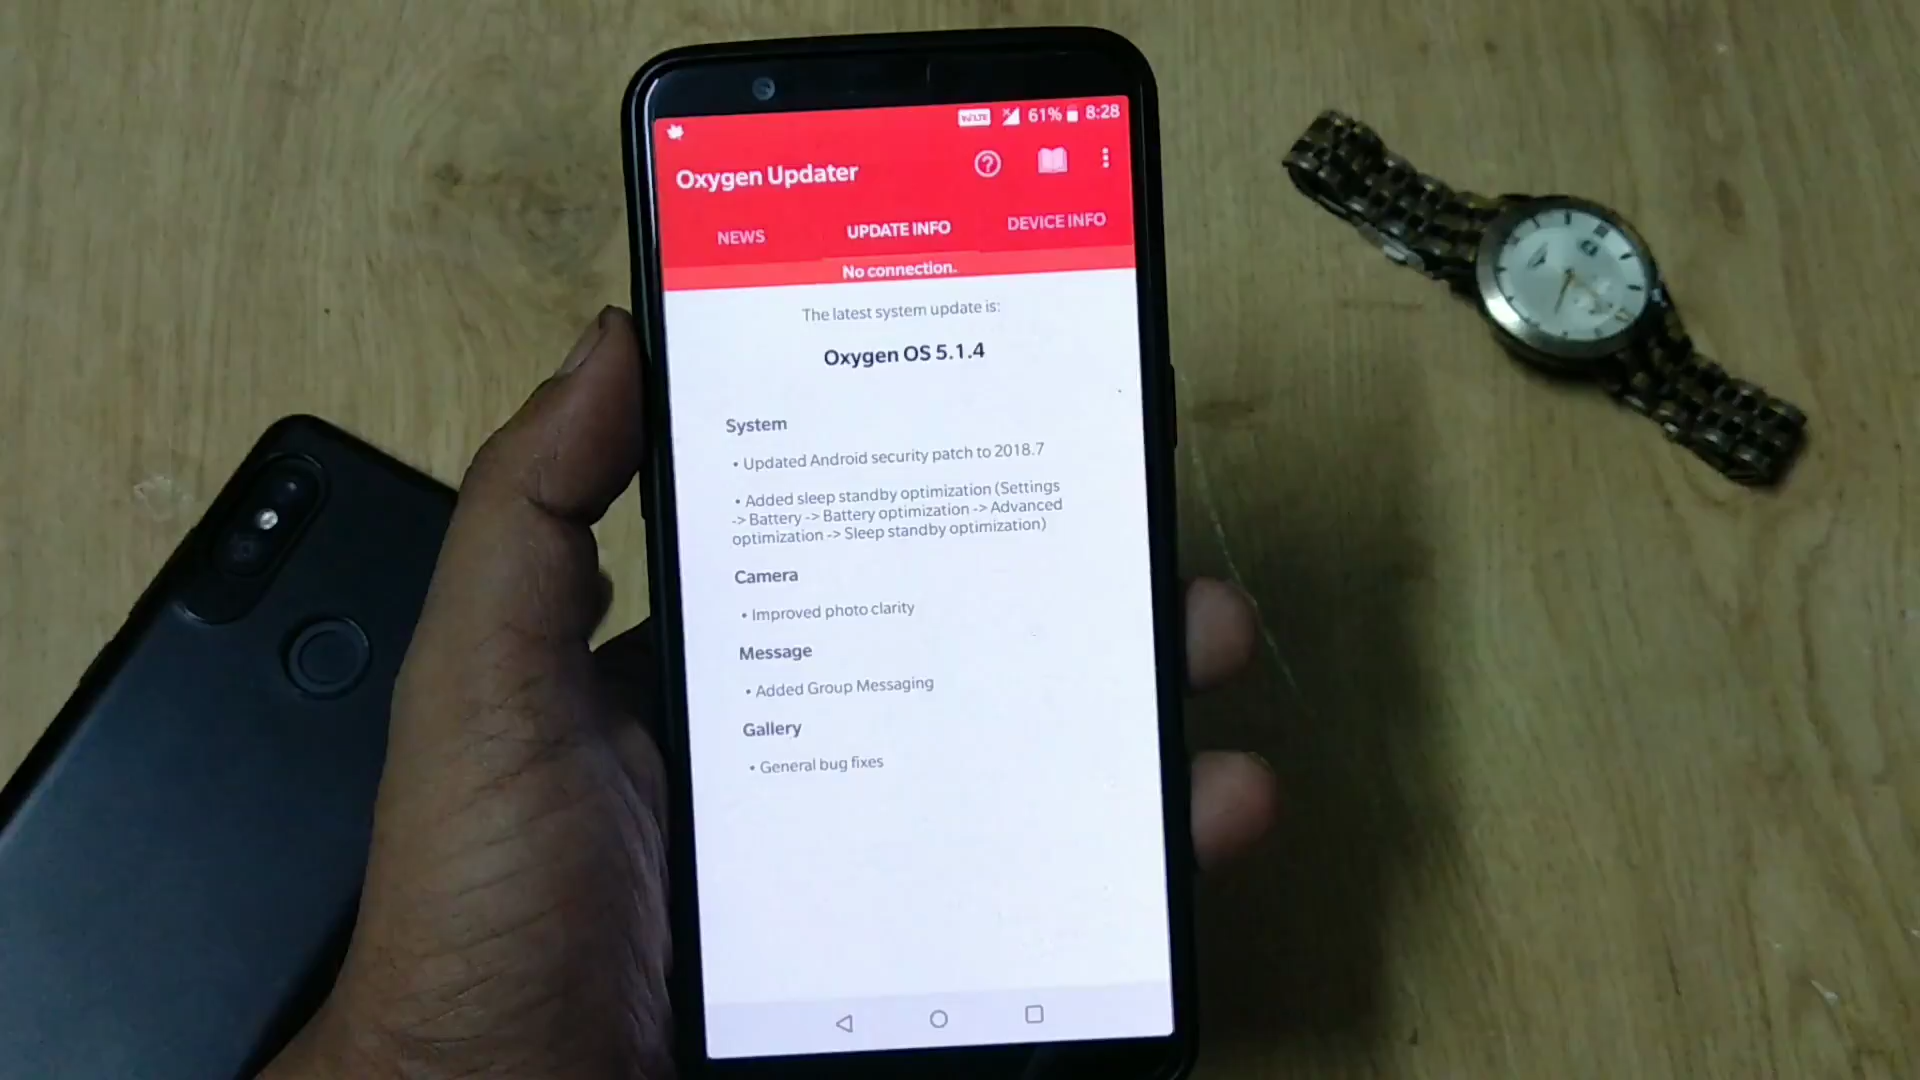 VoLTE 61% 8:28
Oxygen Updater
NEWS UPDATE INFO DEVICE INFO
No connection.
The latest system update is:
Oxygen OS 5.1.4
System
• Updated Android security patch to 2018.7
• Added sleep standby optimization (Settings
-> Battery -> Battery optimization -> Advanced
optimization -> Sleep standby optimization)
Camera
• Improved photo clarity
Message
• Added Group Messaging
Gallery
• General bug fixes